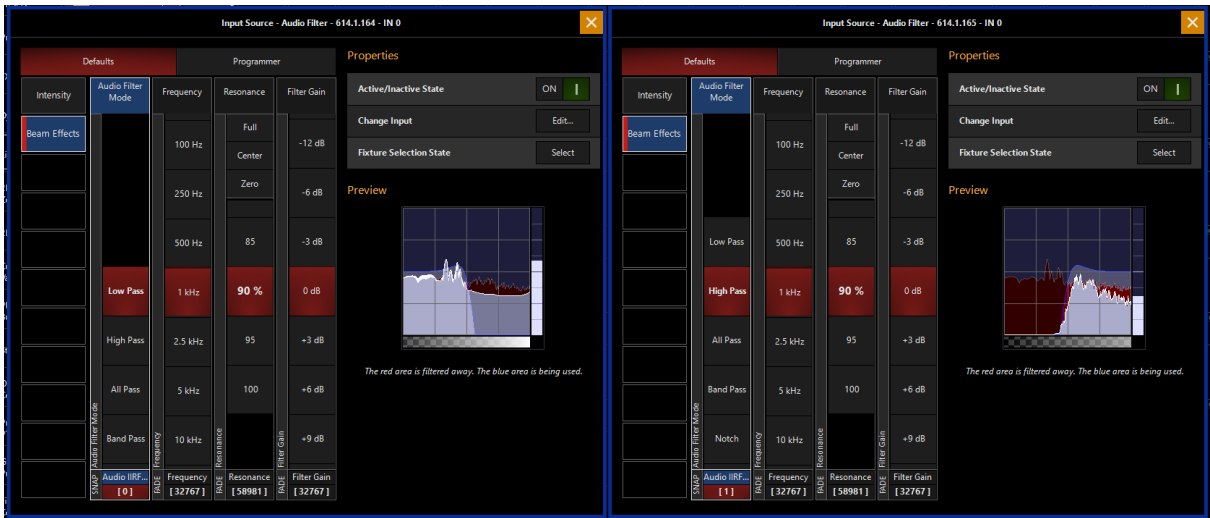 Input Source - Audio Filter - 614.1.164 - IN 0
Defaults
Programmer
Intensity
Beam Effects
Audio Filter
Mode
Low Pass
High Pass
All Pass
Band Pass
Audio Filter Mode
SNAP
Audio IIRF...
[ 0 ]
Frequency
100 Hz
250 Hz
500 Hz
1 kHz
2.5 kHz
5 kHz
10 kHz
Frequency
FADE
Frequency
[ 32767 ]
Resonance
Full
Center
Zero
85
90 %
95
100
Resonance
FADE
Resonance
[ 58981 ]
Filter Gain
-12 dB
-6 dB
-3 dB
0 dB
+3 dB
+6 dB
+9 dB
Filter Gain
FADE
Filter Gain
[ 32767 ]
Properties
Active/Inactive State
ON
Change Input
Edit...
Fixture Selection State
Select
Preview
The red area is filtered away. The blue area is being used.
Input Source - Audio Filter - 614.1.165 - IN 0
Defaults
Programmer
Intensity
Beam Effects
Audio Filter
Mode
Low Pass
High Pass
All Pass
Band Pass
Notch
Audio Filter Mode
SNAP
Audio IIRF...
[ 1 ]
Frequency
100 Hz
250 Hz
500 Hz
1 kHz
2.5 kHz
5 kHz
10 kHz
Frequency
FADE
Frequency
[ 32767 ]
Resonance
Full
Center
Zero
85
90 %
95
100
Resonance
FADE
Resonance
[ 58981 ]
Filter Gain
-12 dB
-6 dB
-3 dB
0 dB
+3 dB
+6 dB
+9 dB
Filter Gain
FADE
Filter Gain
[ 32767 ]
Properties
Active/Inactive State
ON
Change Input
Edit...
Fixture Selection State
Select
Preview
The red area is filtered away. The blue area is being used.